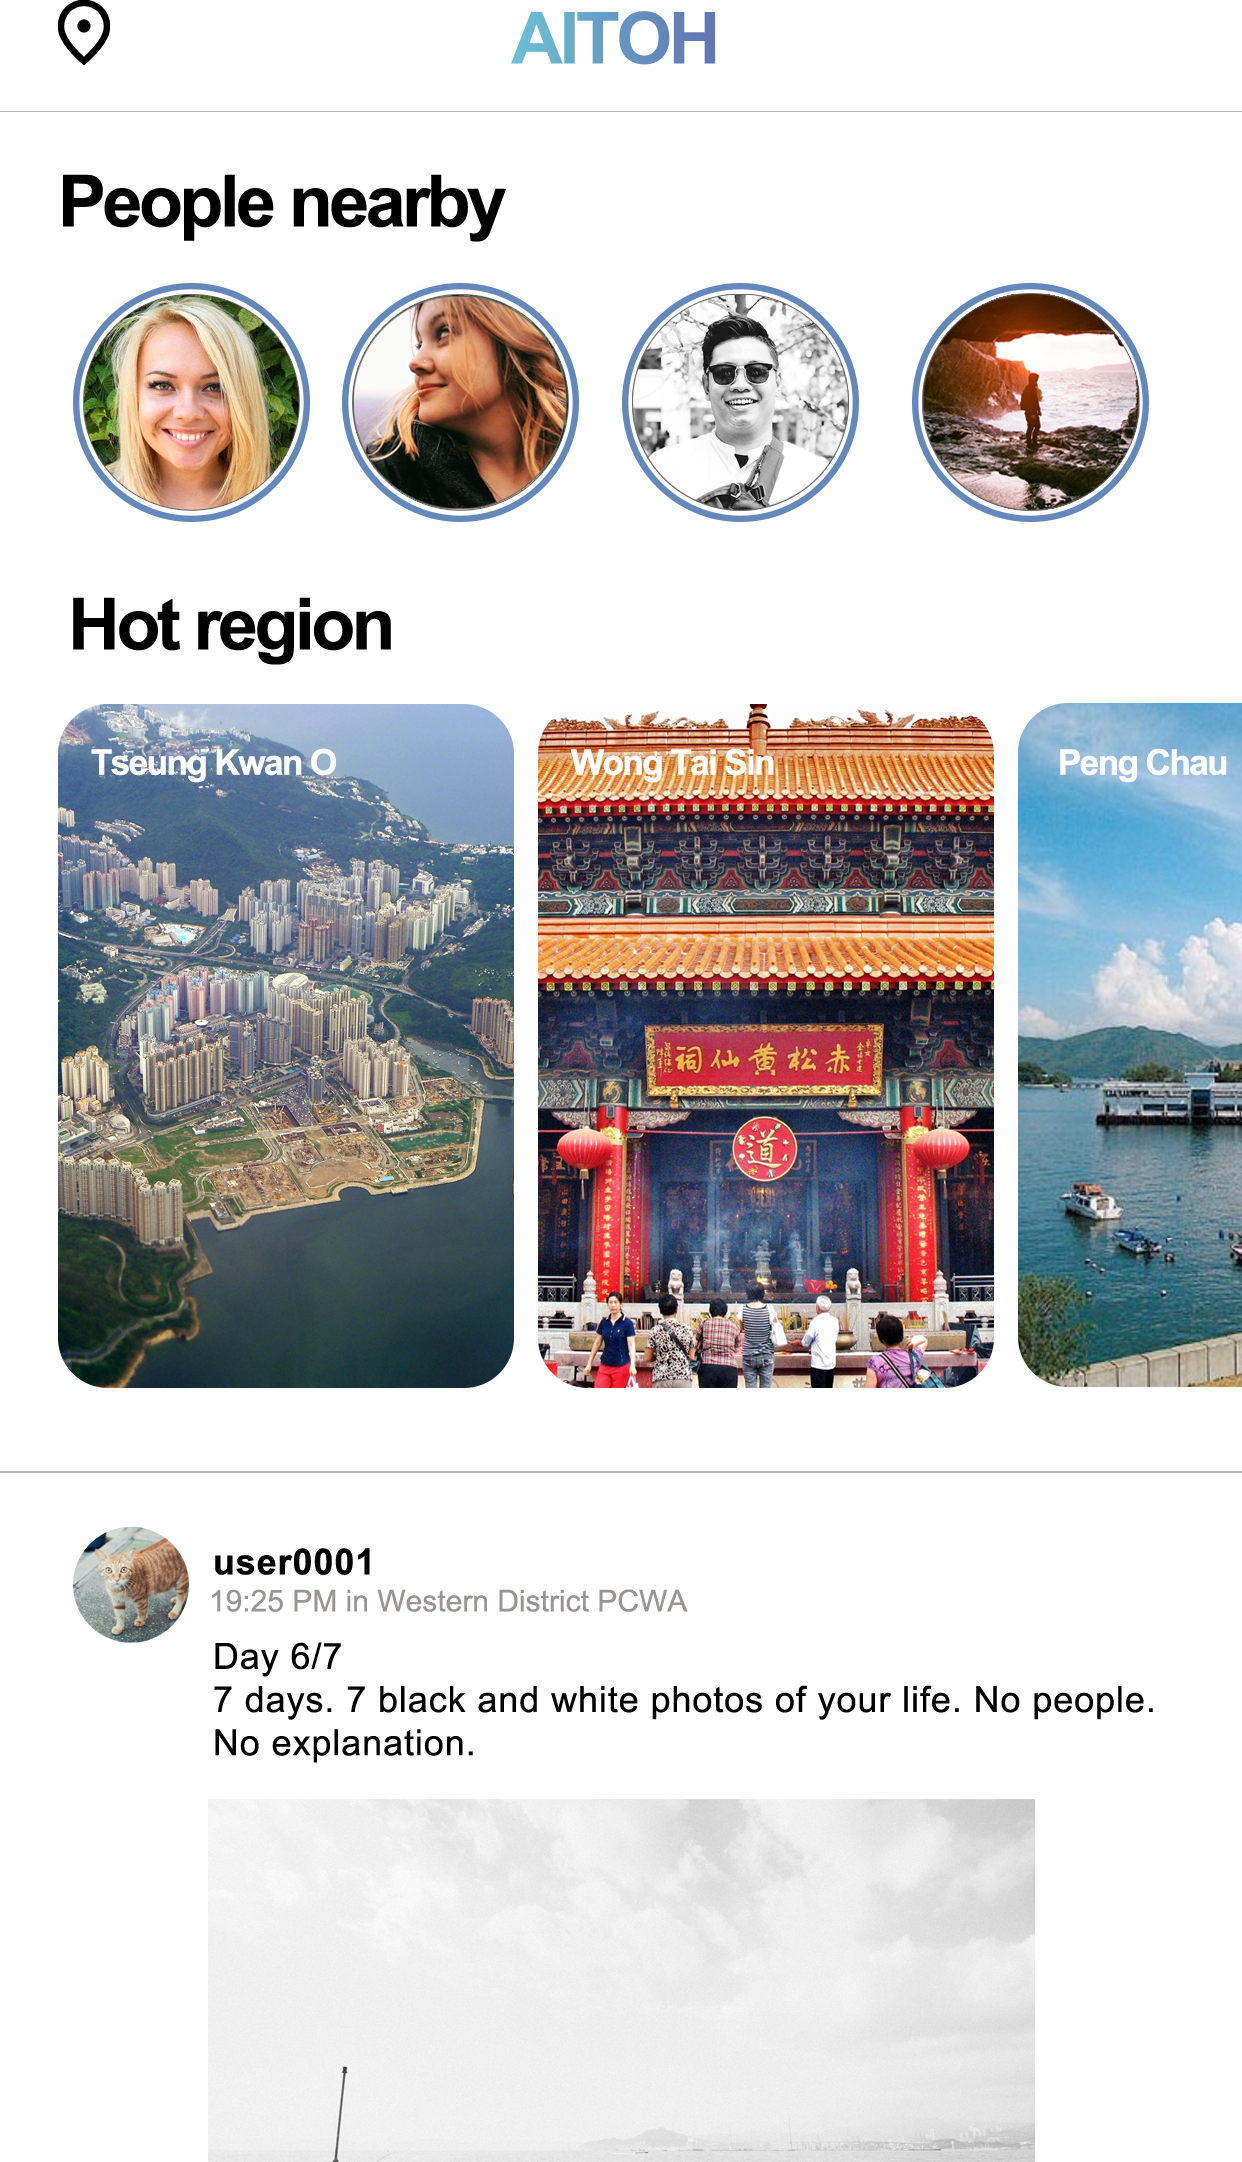 AITOH
People nearby
Hot region
Tseung Kwan O
Wong Tai Sin
Peng Chau
祠仙黄松赤
道
user0001
19:25 PM in Western District PCWA
Day 6/7
7 days. 7 black and white photos of your life. No people.
No explanation.